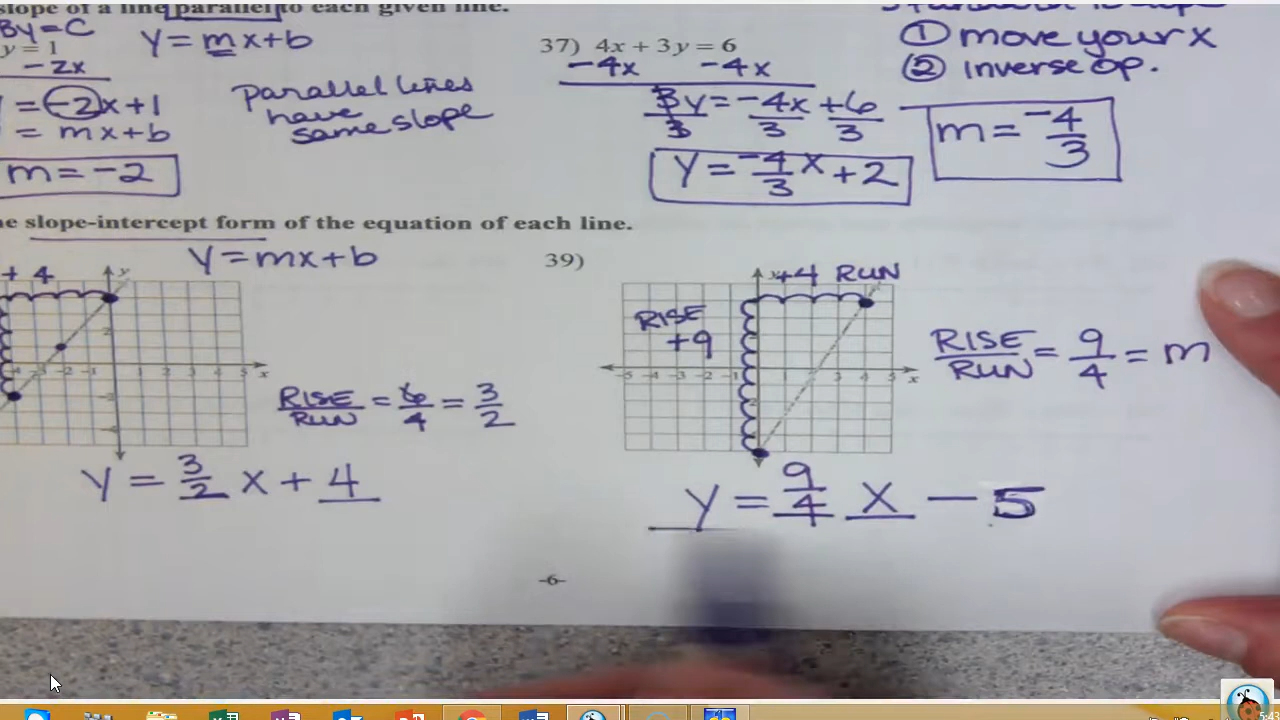 slope of a line parallel to each given line.
By = C
y = 1
-2x
= -2x + 1
= mx + b
m = -2
y = mx + b
Parallel lines
have
same slope
37) 4x + 3y = 6
-4x -4x
3y = -4x + 6
3 3 3
y = -4/3 x + 2
① move your x
② inverse op.
m = -4/3
slope-intercept form of the equation of each line.
y = mx + b
+ 4
RISE/RUN = 6/4 = 3/2
y = 3/2 x + 4
39)
+4 RUN
RISE
+9
RISE/RUN = 9/4 = m
y = 9/4 x - 5
-6-